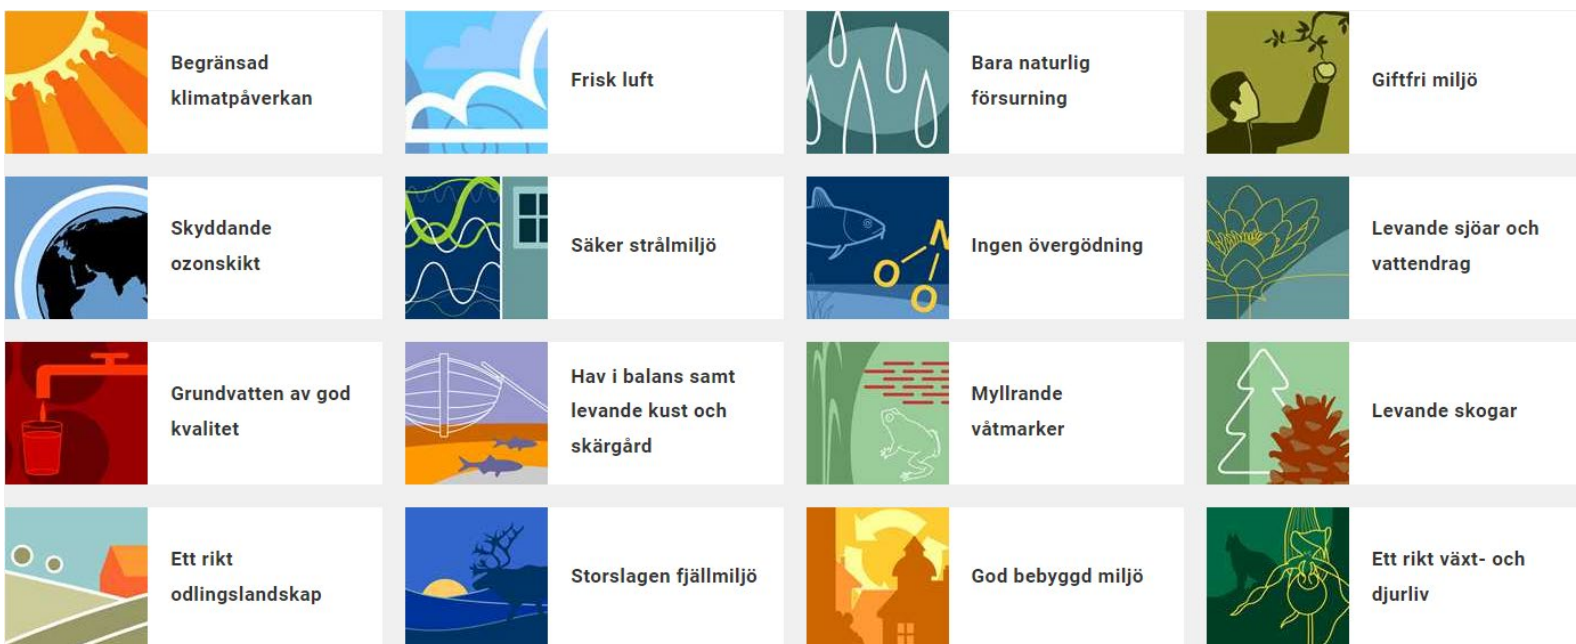 Begränsad
klimatpåverkan
Frisk luft
Bara naturlig
försurning
Giftfri miljö
Skyddande
ozonskikt
Säker strålmiljö
N
O
O
Ingen övergödning
Levande sjöar och
vattendrag
Grundvatten av god
kvalitet
Hav i balans samt
levande kust och
skärgård
Myllrande
våtmarker
Levande skogar
Ett rikt
odlingslandskap
Storslagen fjällmiljö
God bebyggd miljö
Ett rikt växt- och
djurliv